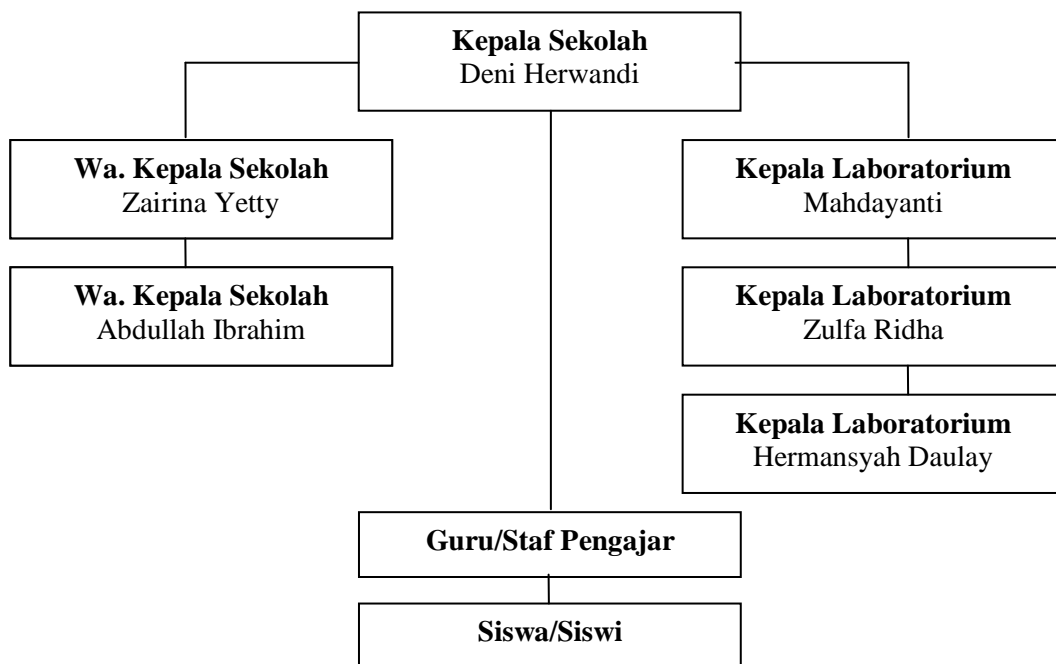 Kepala Sekolah
Deni Herwandi
Wa. Kepala Sekolah
Zairina Yetty
Kepala Laboratorium
Mahdayanti
Wa. Kepala Sekolah
Abdullah Ibrahim
Kepala Laboratorium
Zulfa Ridha
Kepala Laboratorium
Hermansyah Daulay
Guru/Staf Pengajar
Siswa/Siswi